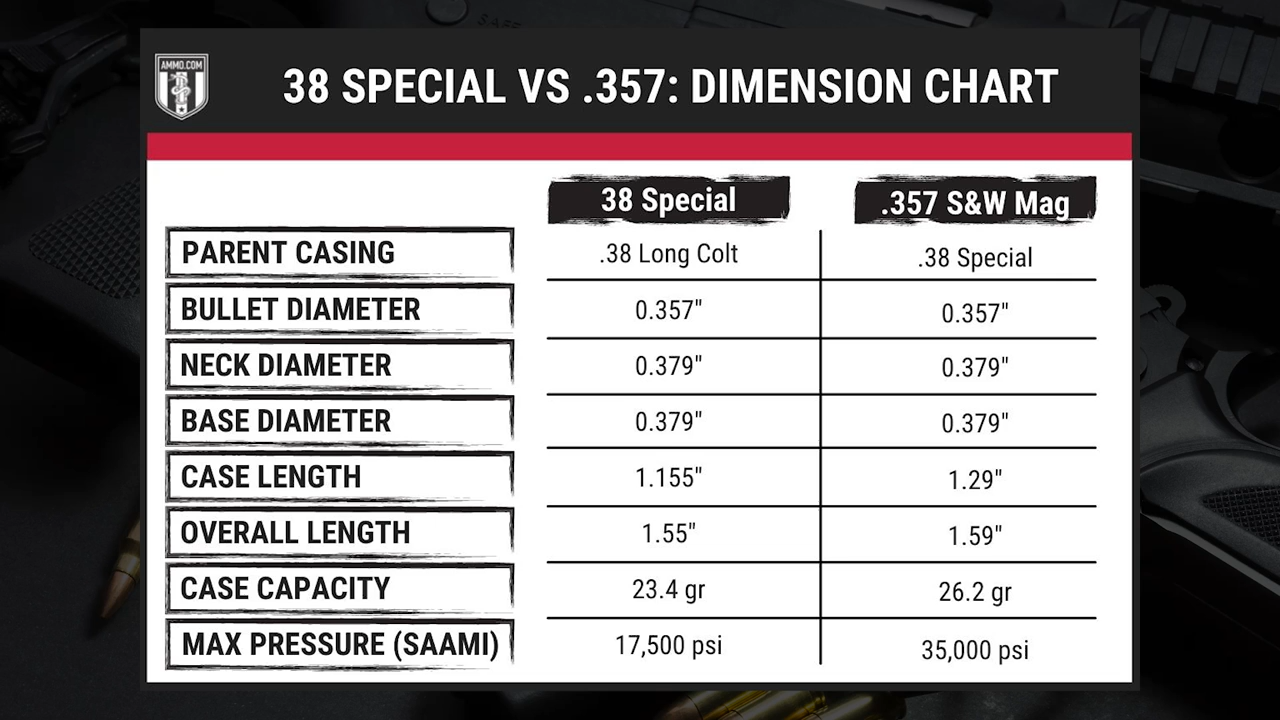 SAFE
AMMO.COM
38 SPECIAL VS .357: DIMENSION CHART
38 Special .357 S&W Mag
PARENT CASING .38 Long Colt .38 Special
BULLET DIAMETER 0.357" 0.357"
NECK DIAMETER 0.379" 0.379"
BASE DIAMETER 0.379" 0.379"
CASE LENGTH 1.155" 1.29"
OVERALL LENGTH 1.55" 1.59"
CASE CAPACITY 23.4 gr 26.2 gr
MAX PRESSURE (SAAMI) 17,500 psi 35,000 psi